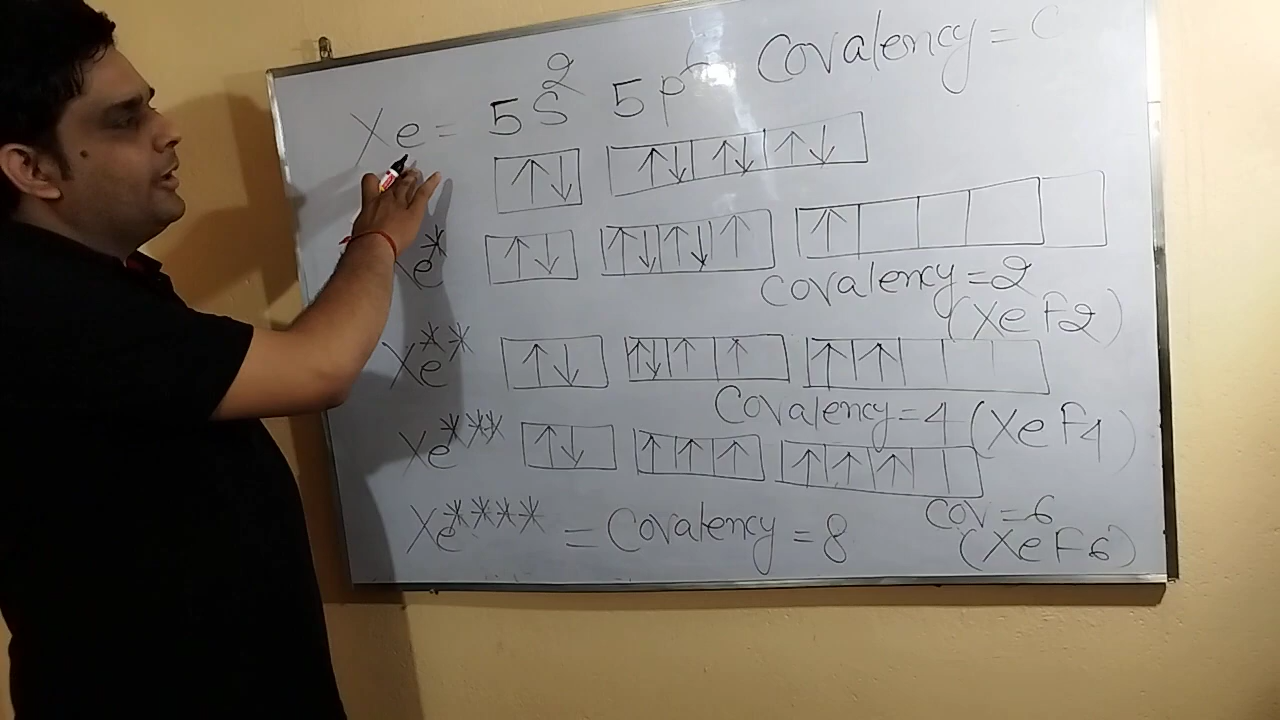 Xe = 5s² 5p⁶ Covalency = 0
Xe*
Covalency = 2
(XeF2)
Xe**
Covalency = 4 (XeF4)
Xe***
Cov = 6
(XeF6)
Xe**** = Covalency = 8